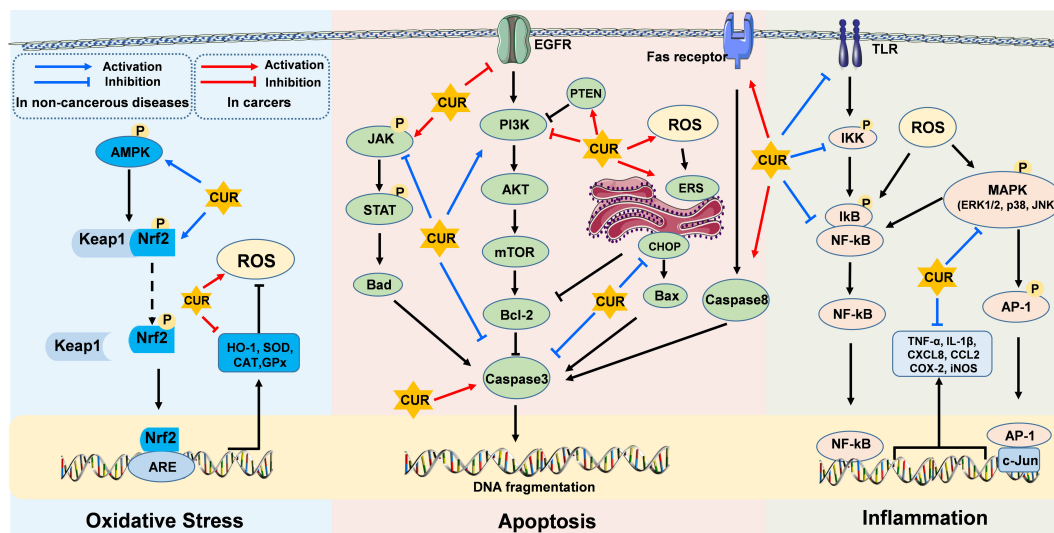 EGFR
Fas receptor
TLR
Activation
Inhibition
In non-cancerous diseases
Activation
Inhibition
In carcers
P
AMPK
CUR
Keap1
Nrf2
P
ROS
CUR
P
Nrf2
Keap1
HO-1, SOD,
CAT,GPx
Nrf2
ARE
Oxidative Stress
CUR
PTEN
P
JAK
PI3K
CUR
ROS
P
STAT
AKT
ERS
CUR
mTOR
CHOP
Bad
Bax
CUR
Bcl-2
Caspase8
Caspase3
CUR
DNA fragmentation
Apoptosis
P
IKK
ROS
CUR
P
MAPK
(ERK1/2, p38, JNK
P
IkB
NF-kB
CUR
P
AP-1
NF-kB
TNF-α, IL-1β,
CXCL8, CCL2
COX-2, iNOS
NF-kB
AP-1
c-Jun
Inflammation